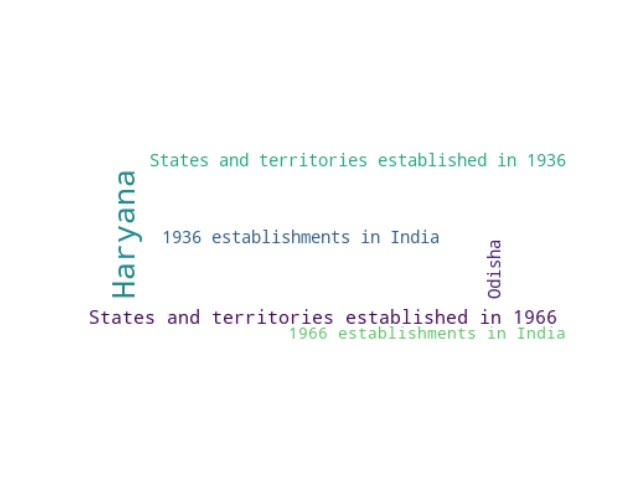 States and territories established in 1936
Haryana
1936 establishments in India
Odisha
States and territories established in 1966
1966 establishments in India